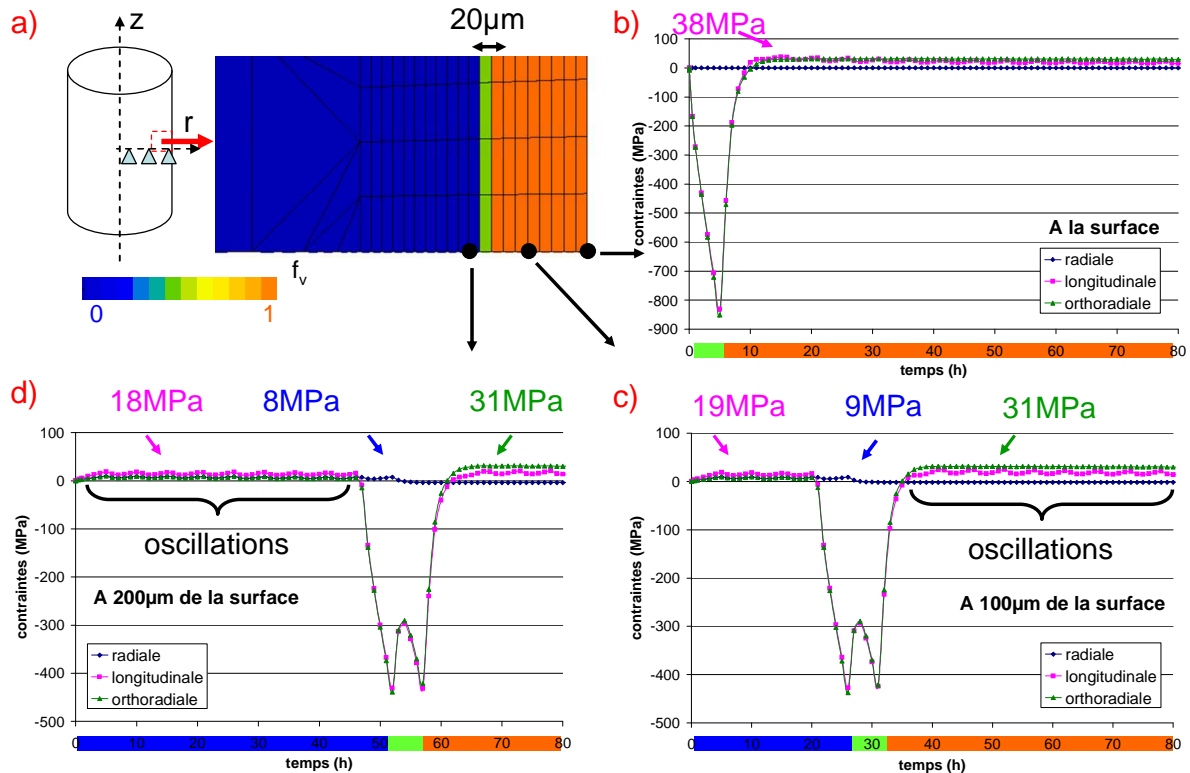 a)
z
r
20µm
f_v
0
1
b)
38MPa
100
0
-100
-200
-300
-400
-500
-600
-700
-800
-900
contraintes (MPa)
A la surface
radiale
longitudinale
orthoradiale
0 10 20 30 40 50 60 70 80
temps (h)
d)
18MPa 8MPa 31MPa
100
0
-100
-200
-300
-400
-500
contraintes (MPa)
oscillations
A 200µm de la surface
radiale
longitudinale
orthoradiale
0 10 20 30 40 50 60 70 80
temps (h)
c)
19MPa 9MPa 31MPa
100
0
-100
-200
-300
-400
-500
contraintes (MPa)
oscillations
A 100µm de la surface
radiale
longitudinale
orthoradiale
0 10 20 30 40 50 60 70 80
temps (h)